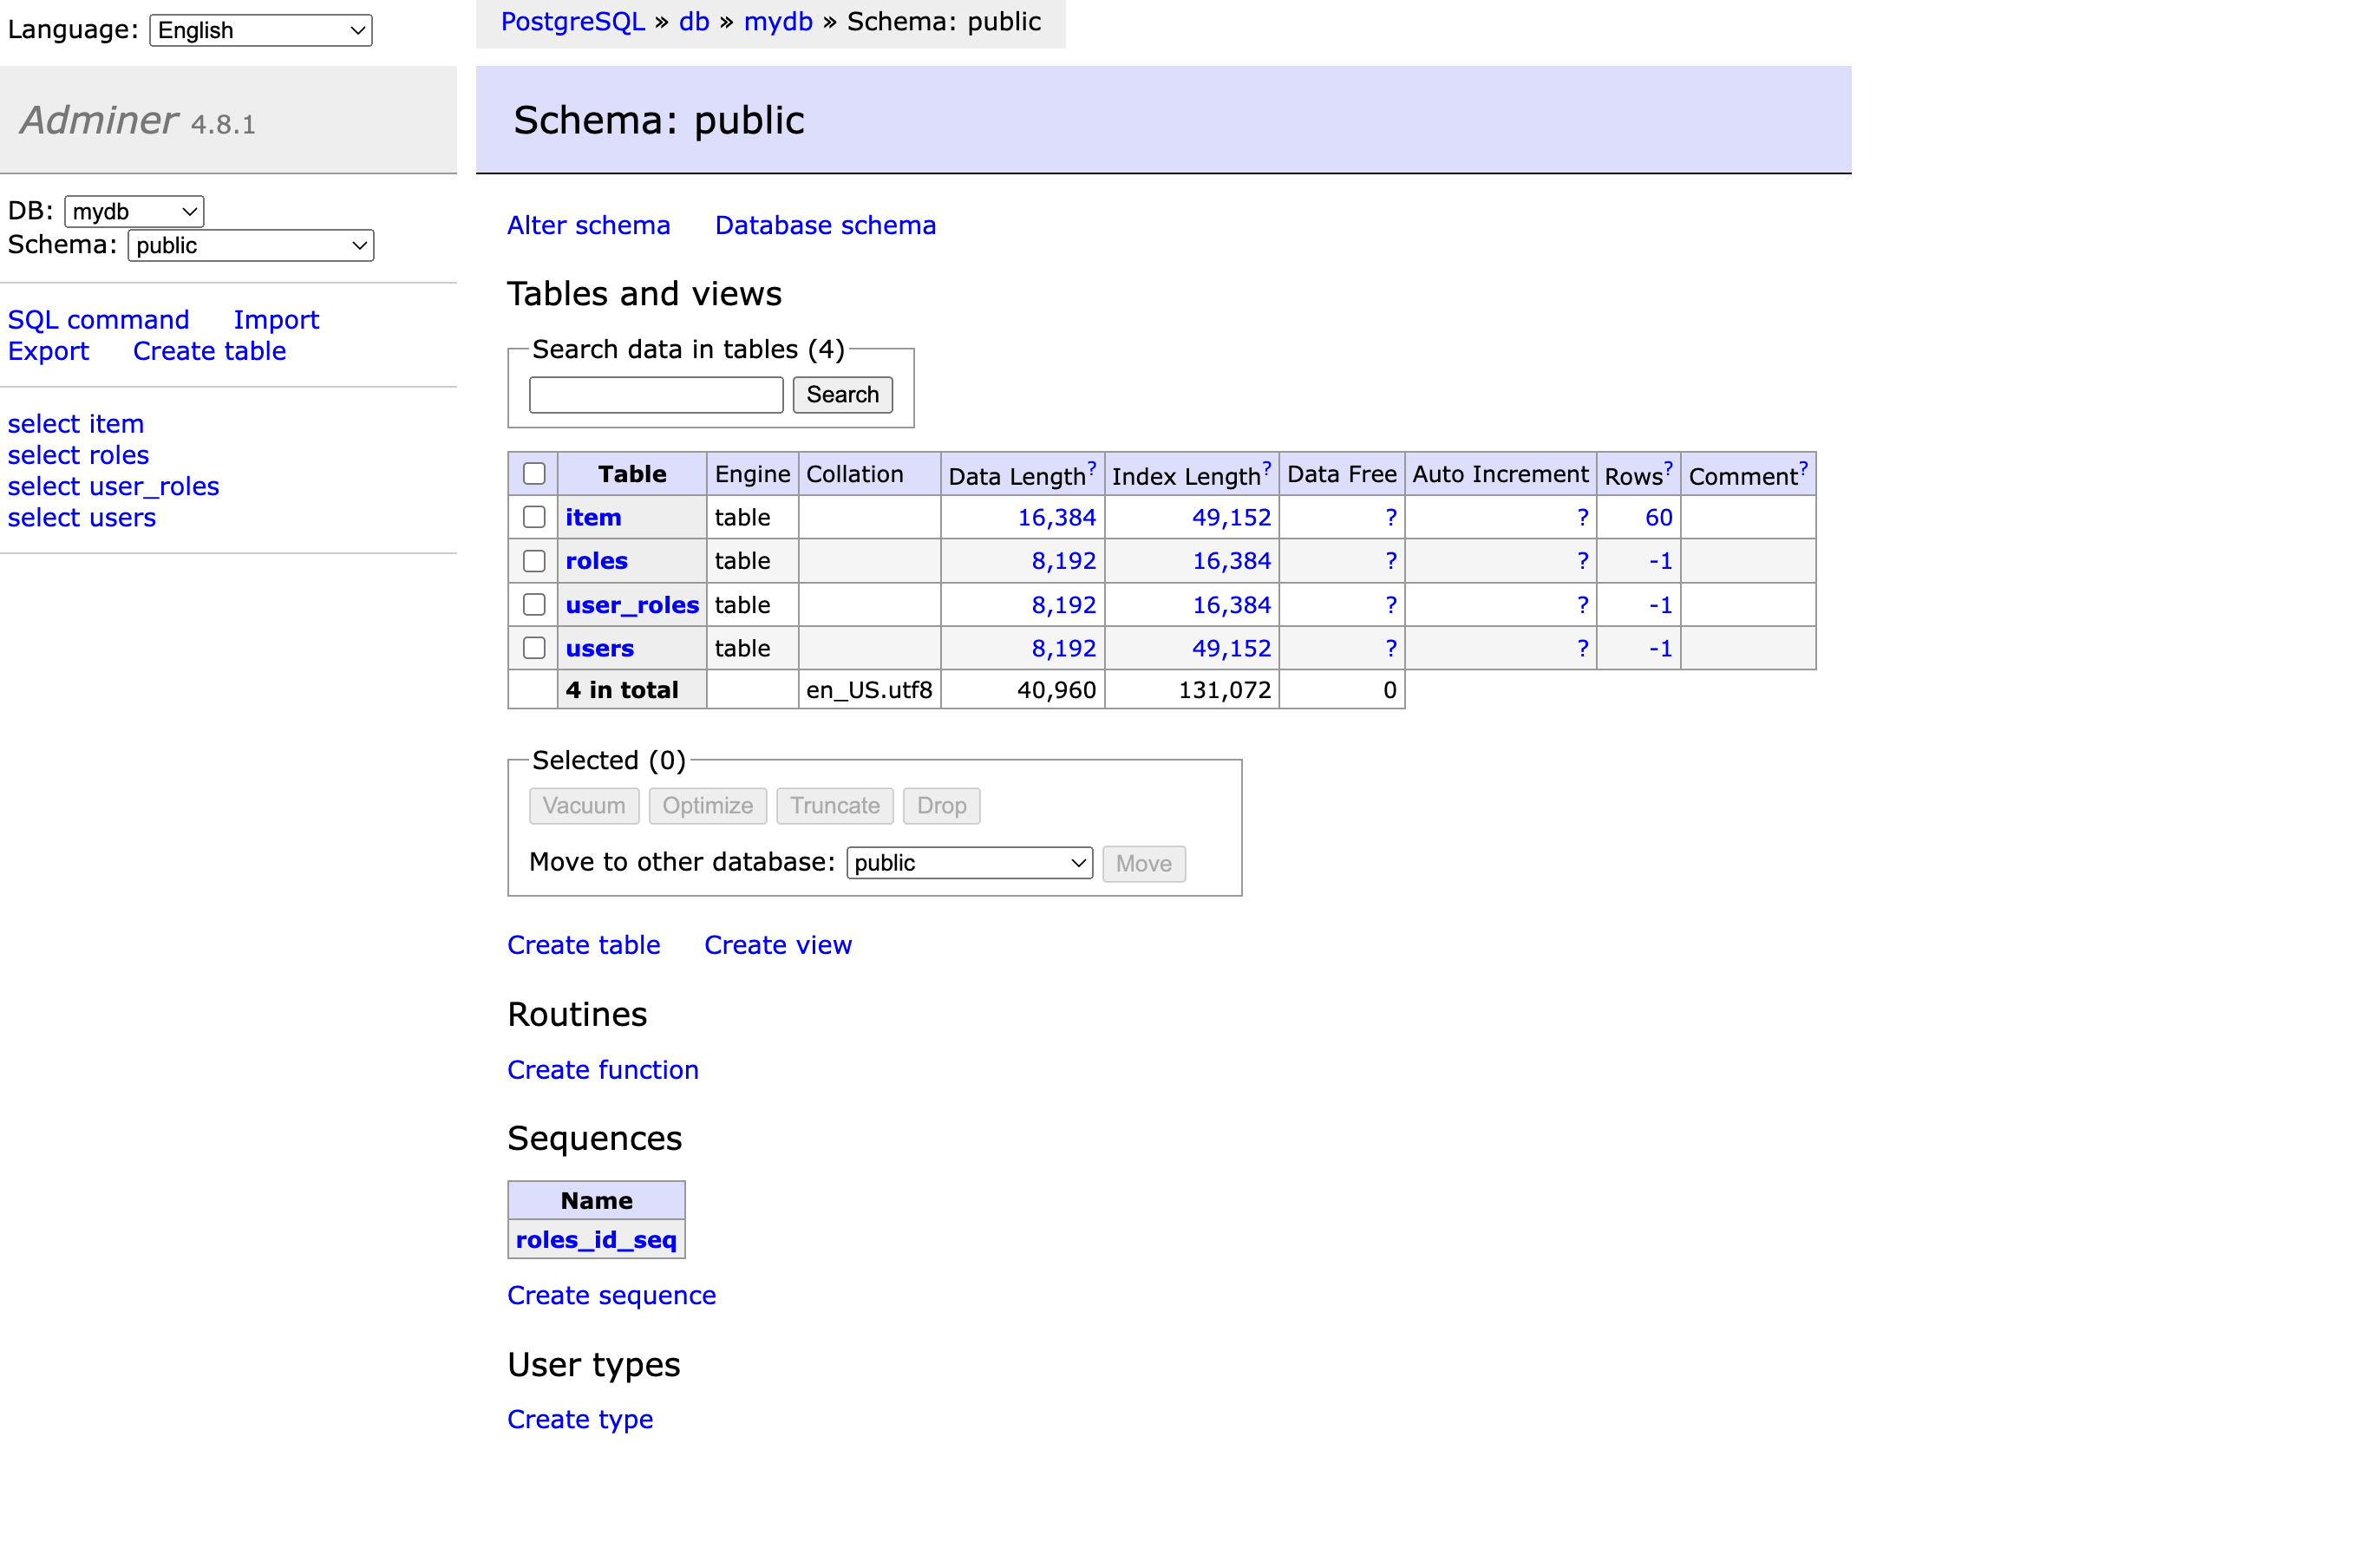 Language: English
Adminer 4.8.1
DB: mydb
Schema: public
SQL command Import
Export Create table
select item
select roles
select user_roles
select users
PostgreSQL » db » mydb » Schema: public
Schema: public
Alter schema Database schema
Tables and views
Search data in tables (4)
Search
Table Engine Collation Data Length? Index Length? Data Free Auto Increment Rows? Comment?
item table 16,384 49,152 ? ? 60
roles table 8,192 16,384 ? ? -1
user_roles table 8,192 16,384 ? ? -1
users table 8,192 49,152 ? ? -1
4 in total en_US.utf8 40,960 131,072 0
Selected (0)
Vacuum Optimize Truncate Drop
Move to other database: public Move
Create table Create view
Routines
Create function
Sequences
Name
roles_id_seq
Create sequence
User types
Create type